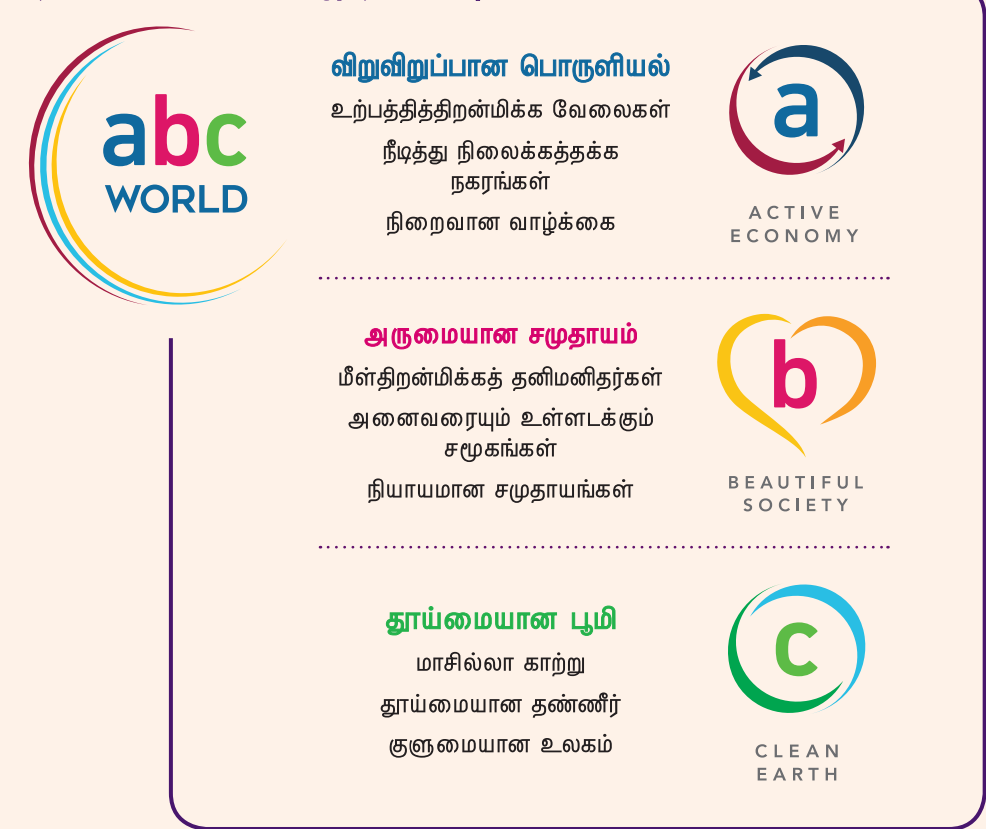 abc
WORLD
விறுவிறுப்பான பொருளியல்
உற்பத்தித்திறன்மிக்க வேலைகள்
நீடித்து நிலைக்கத்தக்க
நகரங்கள்
நிறைவான வாழ்க்கை
a
ACTIVE
ECONOMY
அருமையான சமுதாயம்
மீள்திறன்மிக்கத் தனிமனிதர்கள்
அனைவரையும் உள்ளடக்கும்
சமூகங்கள்
நியாயமான சமுதாயங்கள்
b
BEAUTIFUL
SOCIETY
தூய்மையான பூமி
மாசில்லா காற்று
தூய்மையான தண்ணீர்
குளுமையான உலகம்
c
CLEAN
EARTH